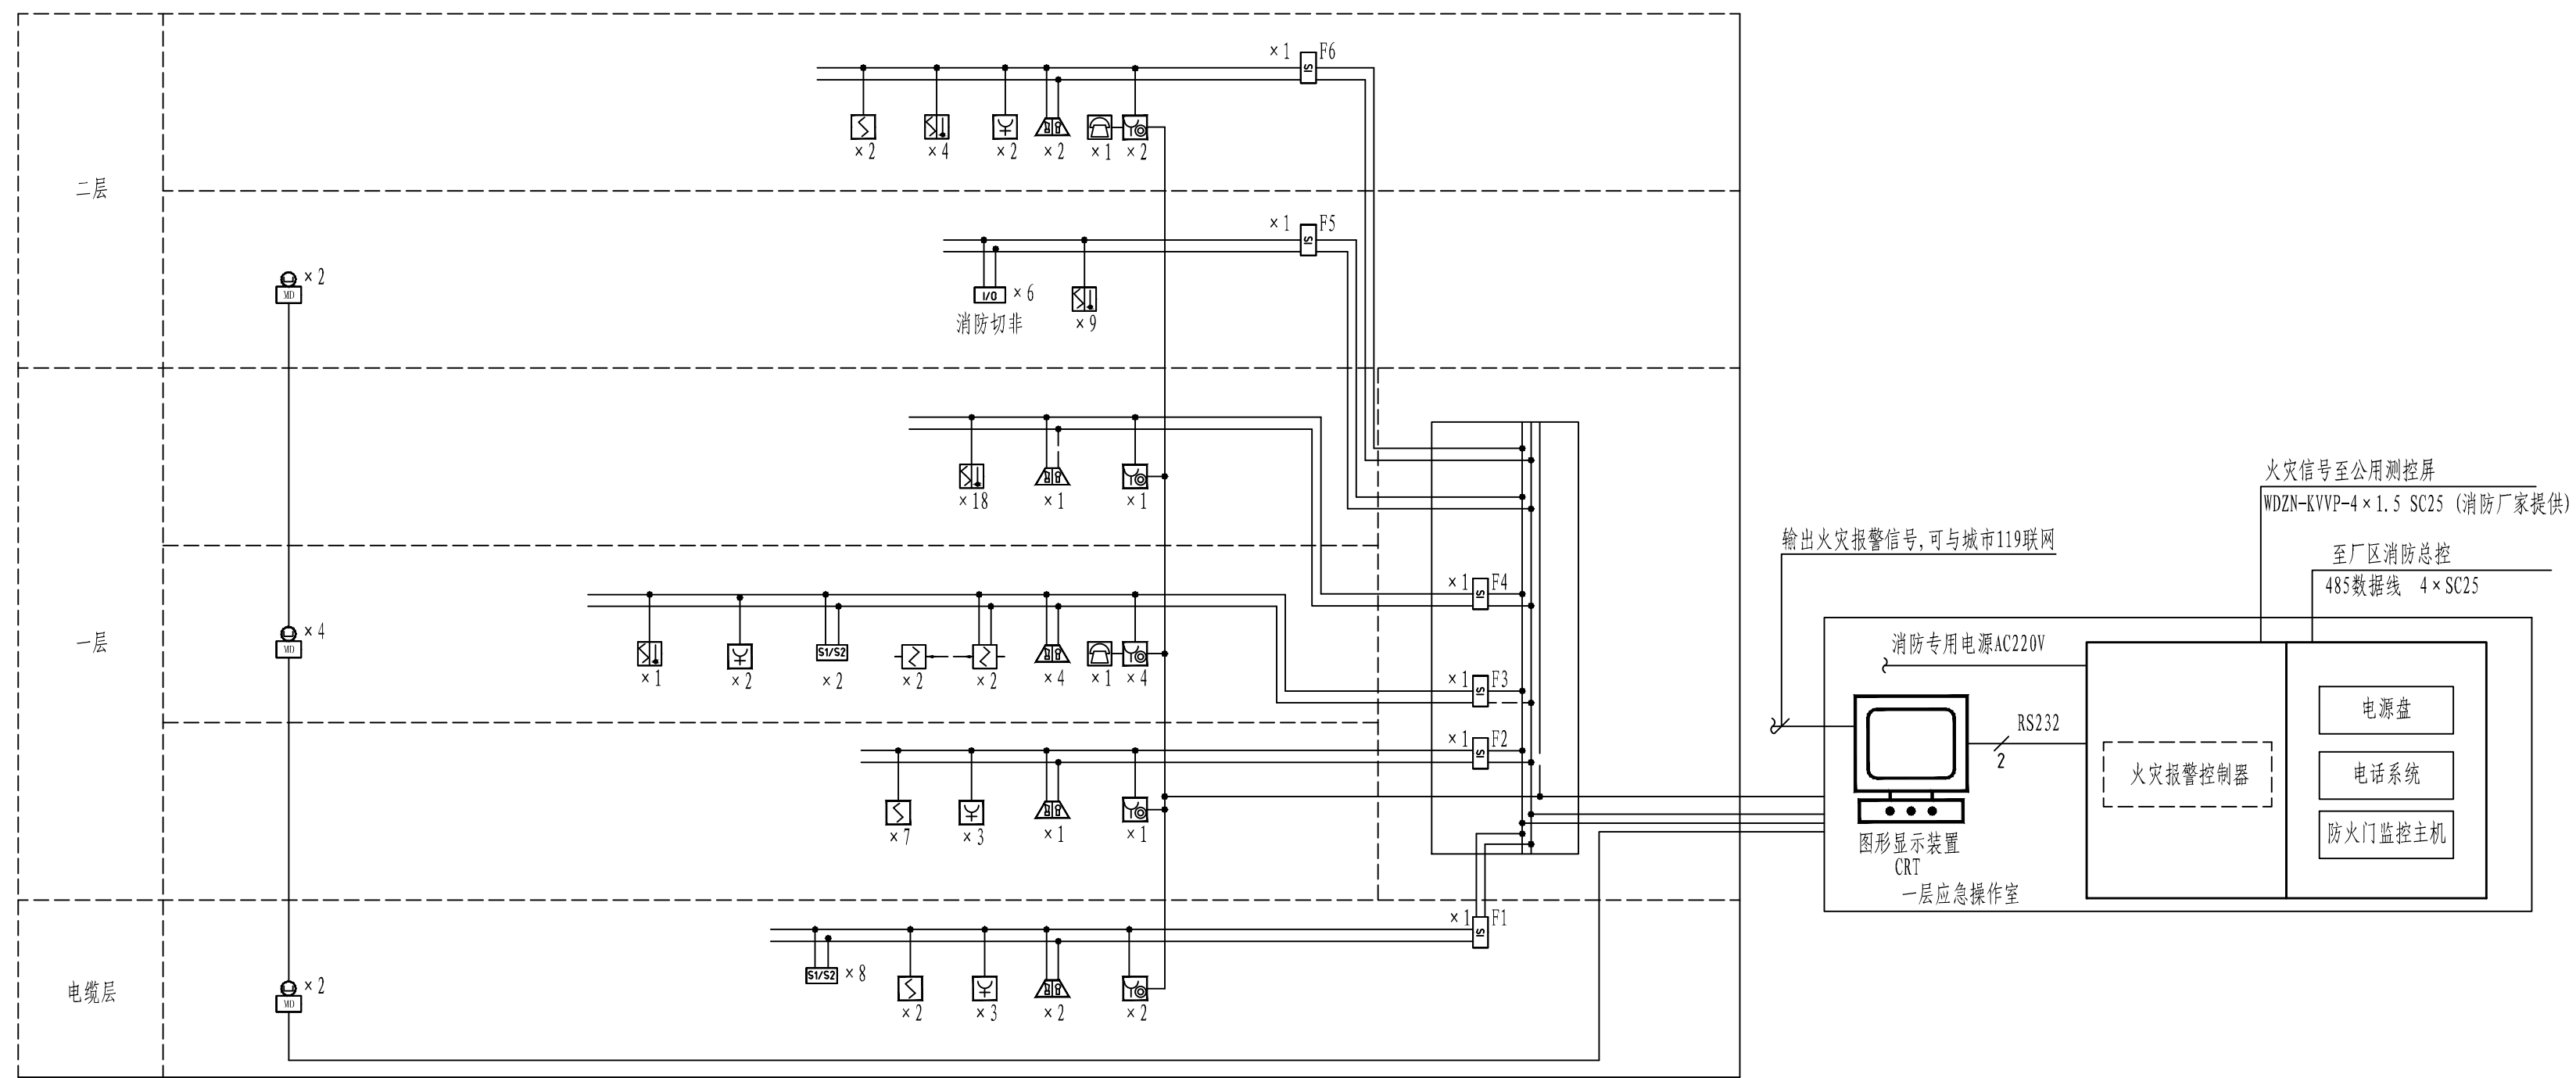 ×1 F6
×2 ×4 ×2 ×2 ×1 ×2
二层
×1 F5
×2
MD
I/O ×6
消防切非
×9
×18 ×1 ×1
×1 F4
一层
×4
MD
S1/S2
×1 ×2 ×2 ×2 ×2 ×4 ×1 ×4
×1 F3
×1 F2
×7 ×3 ×1 ×1
×1 F1
电缆层
×2
MD
S1/S2 ×8
×2 ×3 ×2 ×2
SI
SI
SI
SI
SI
SI
火灾信号至公用测控屏
WDZN-KVVP-4×1.5 SC25 (消防厂家提供)
输出火灾报警信号,可与城市119联网
至厂区消防总控
485数据线 4×SC25
消防专用电源AC220V
RS232
2
图形显示装置
CRT
一层应急操作室
火灾报警控制器
电源盘
电话系统
防火门监控主机